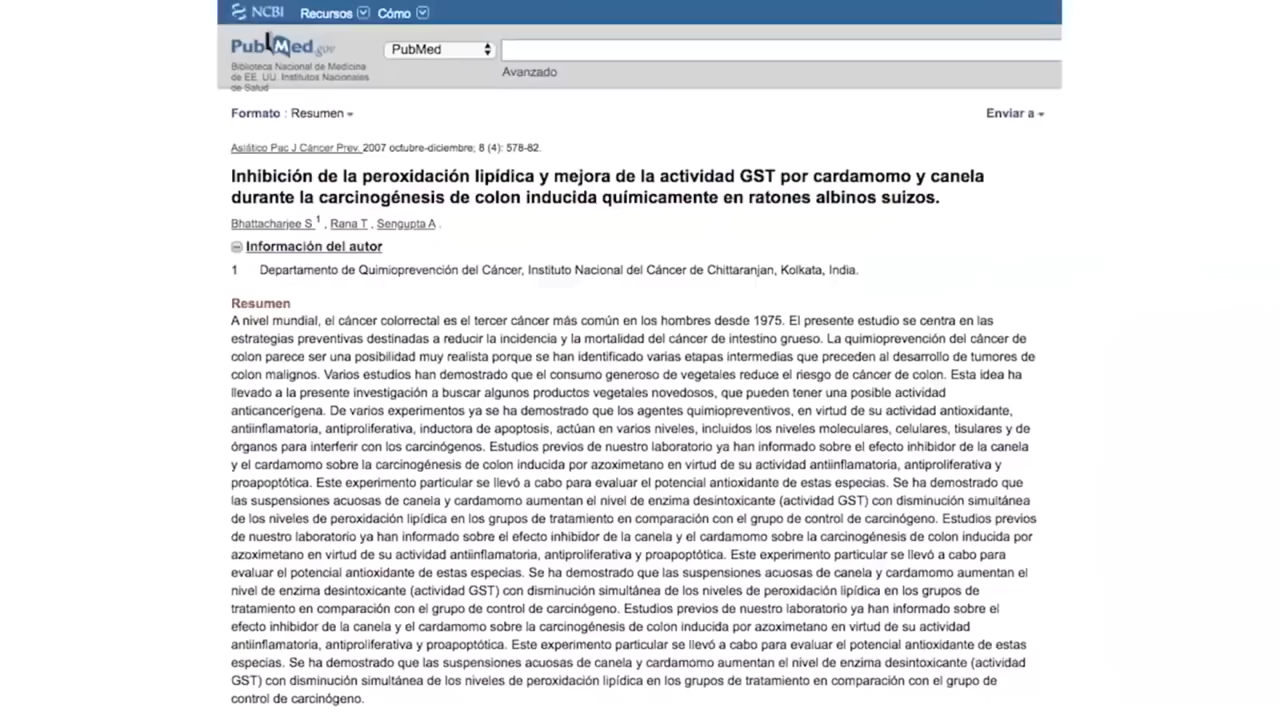 NCBI Recursos Cómo
PubMed.gov PubMed
Biblioteca Nacional de Medicina
de EE. UU. Institutos Nacionales
de Salud
Avanzado
Formato : Resumen Enviar a
Asiático Pac J Cáncer Prev. 2007 octubre-diciembre; 8 (4): 578-82.
Inhibición de la peroxidación lipídica y mejora de la actividad GST por cardamomo y canela
durante la carcinogénesis de colon inducida químicamente en ratones albinos suizos.
Bhattacharjee S 1 , Rana T , Sengupta A .
Información del autor
1 Departamento de Quimioprevención del Cáncer, Instituto Nacional del Cáncer de Chittaranjan, Kolkata, India.
Resumen
A nivel mundial, el cáncer colorrectal es el tercer cáncer más común en los hombres desde 1975. El presente estudio se centra en las
estrategias preventivas destinadas a reducir la incidencia y la mortalidad del cáncer de intestino grueso. La quimioprevención del cáncer de
colon parece ser una posibilidad muy realista porque se han identificado varias etapas intermedias que preceden al desarrollo de tumores de
colon malignos. Varios estudios han demostrado que el consumo generoso de vegetales reduce el riesgo de cáncer de colon. Esta idea ha
llevado a la presente investigación a buscar algunos productos vegetales novedosos, que pueden tener una posible actividad
anticancerígena. De varios experimentos ya se ha demostrado que los agentes quimiopreventivos, en virtud de su actividad antioxidante,
antiinflamatoria, antiproliferativa, inductora de apoptosis, actúan en varios niveles, incluidos los niveles moleculares, celulares, tisulares y de
órganos para interferir con los carcinógenos. Estudios previos de nuestro laboratorio ya han informado sobre el efecto inhibidor de la canela
y el cardamomo sobre la carcinogénesis de colon inducida por azoximetano en virtud de su actividad antiinflamatoria, antiproliferativa y
proapoptótica. Este experimento particular se llevó a cabo para evaluar el potencial antioxidante de estas especias. Se ha demostrado que
las suspensiones acuosas de canela y cardamomo aumentan el nivel de enzima desintoxicante (actividad GST) con disminución simultánea
de los niveles de peroxidación lipídica en los grupos de tratamiento en comparación con el grupo de control de carcinógeno. Estudios previos
de nuestro laboratorio ya han informado sobre el efecto inhibidor de la canela y el cardamomo sobre la carcinogénesis de colon inducida por
azoximetano en virtud de su actividad antiinflamatoria, antiproliferativa y proapoptótica. Este experimento particular se llevó a cabo para
evaluar el potencial antioxidante de estas especias. Se ha demostrado que las suspensiones acuosas de canela y cardamomo aumentan el
nivel de enzima desintoxicante (actividad GST) con disminución simultánea de los niveles de peroxidación lipídica en los grupos de
tratamiento en comparación con el grupo de control de carcinógeno. Estudios previos de nuestro laboratorio ya han informado sobre el
efecto inhibidor de la canela y el cardamomo sobre la carcinogénesis de colon inducida por azoximetano en virtud de su actividad
antiinflamatoria, antiproliferativa y proapoptótica. Este experimento particular se llevó a cabo para evaluar el potencial antioxidante de estas
especias. Se ha demostrado que las suspensiones acuosas de canela y cardamomo aumentan el nivel de enzima desintoxicante (actividad
GST) con disminución simultánea de los niveles de peroxidación lipídica en los grupos de tratamiento en comparación con el grupo de
control de carcinógeno.